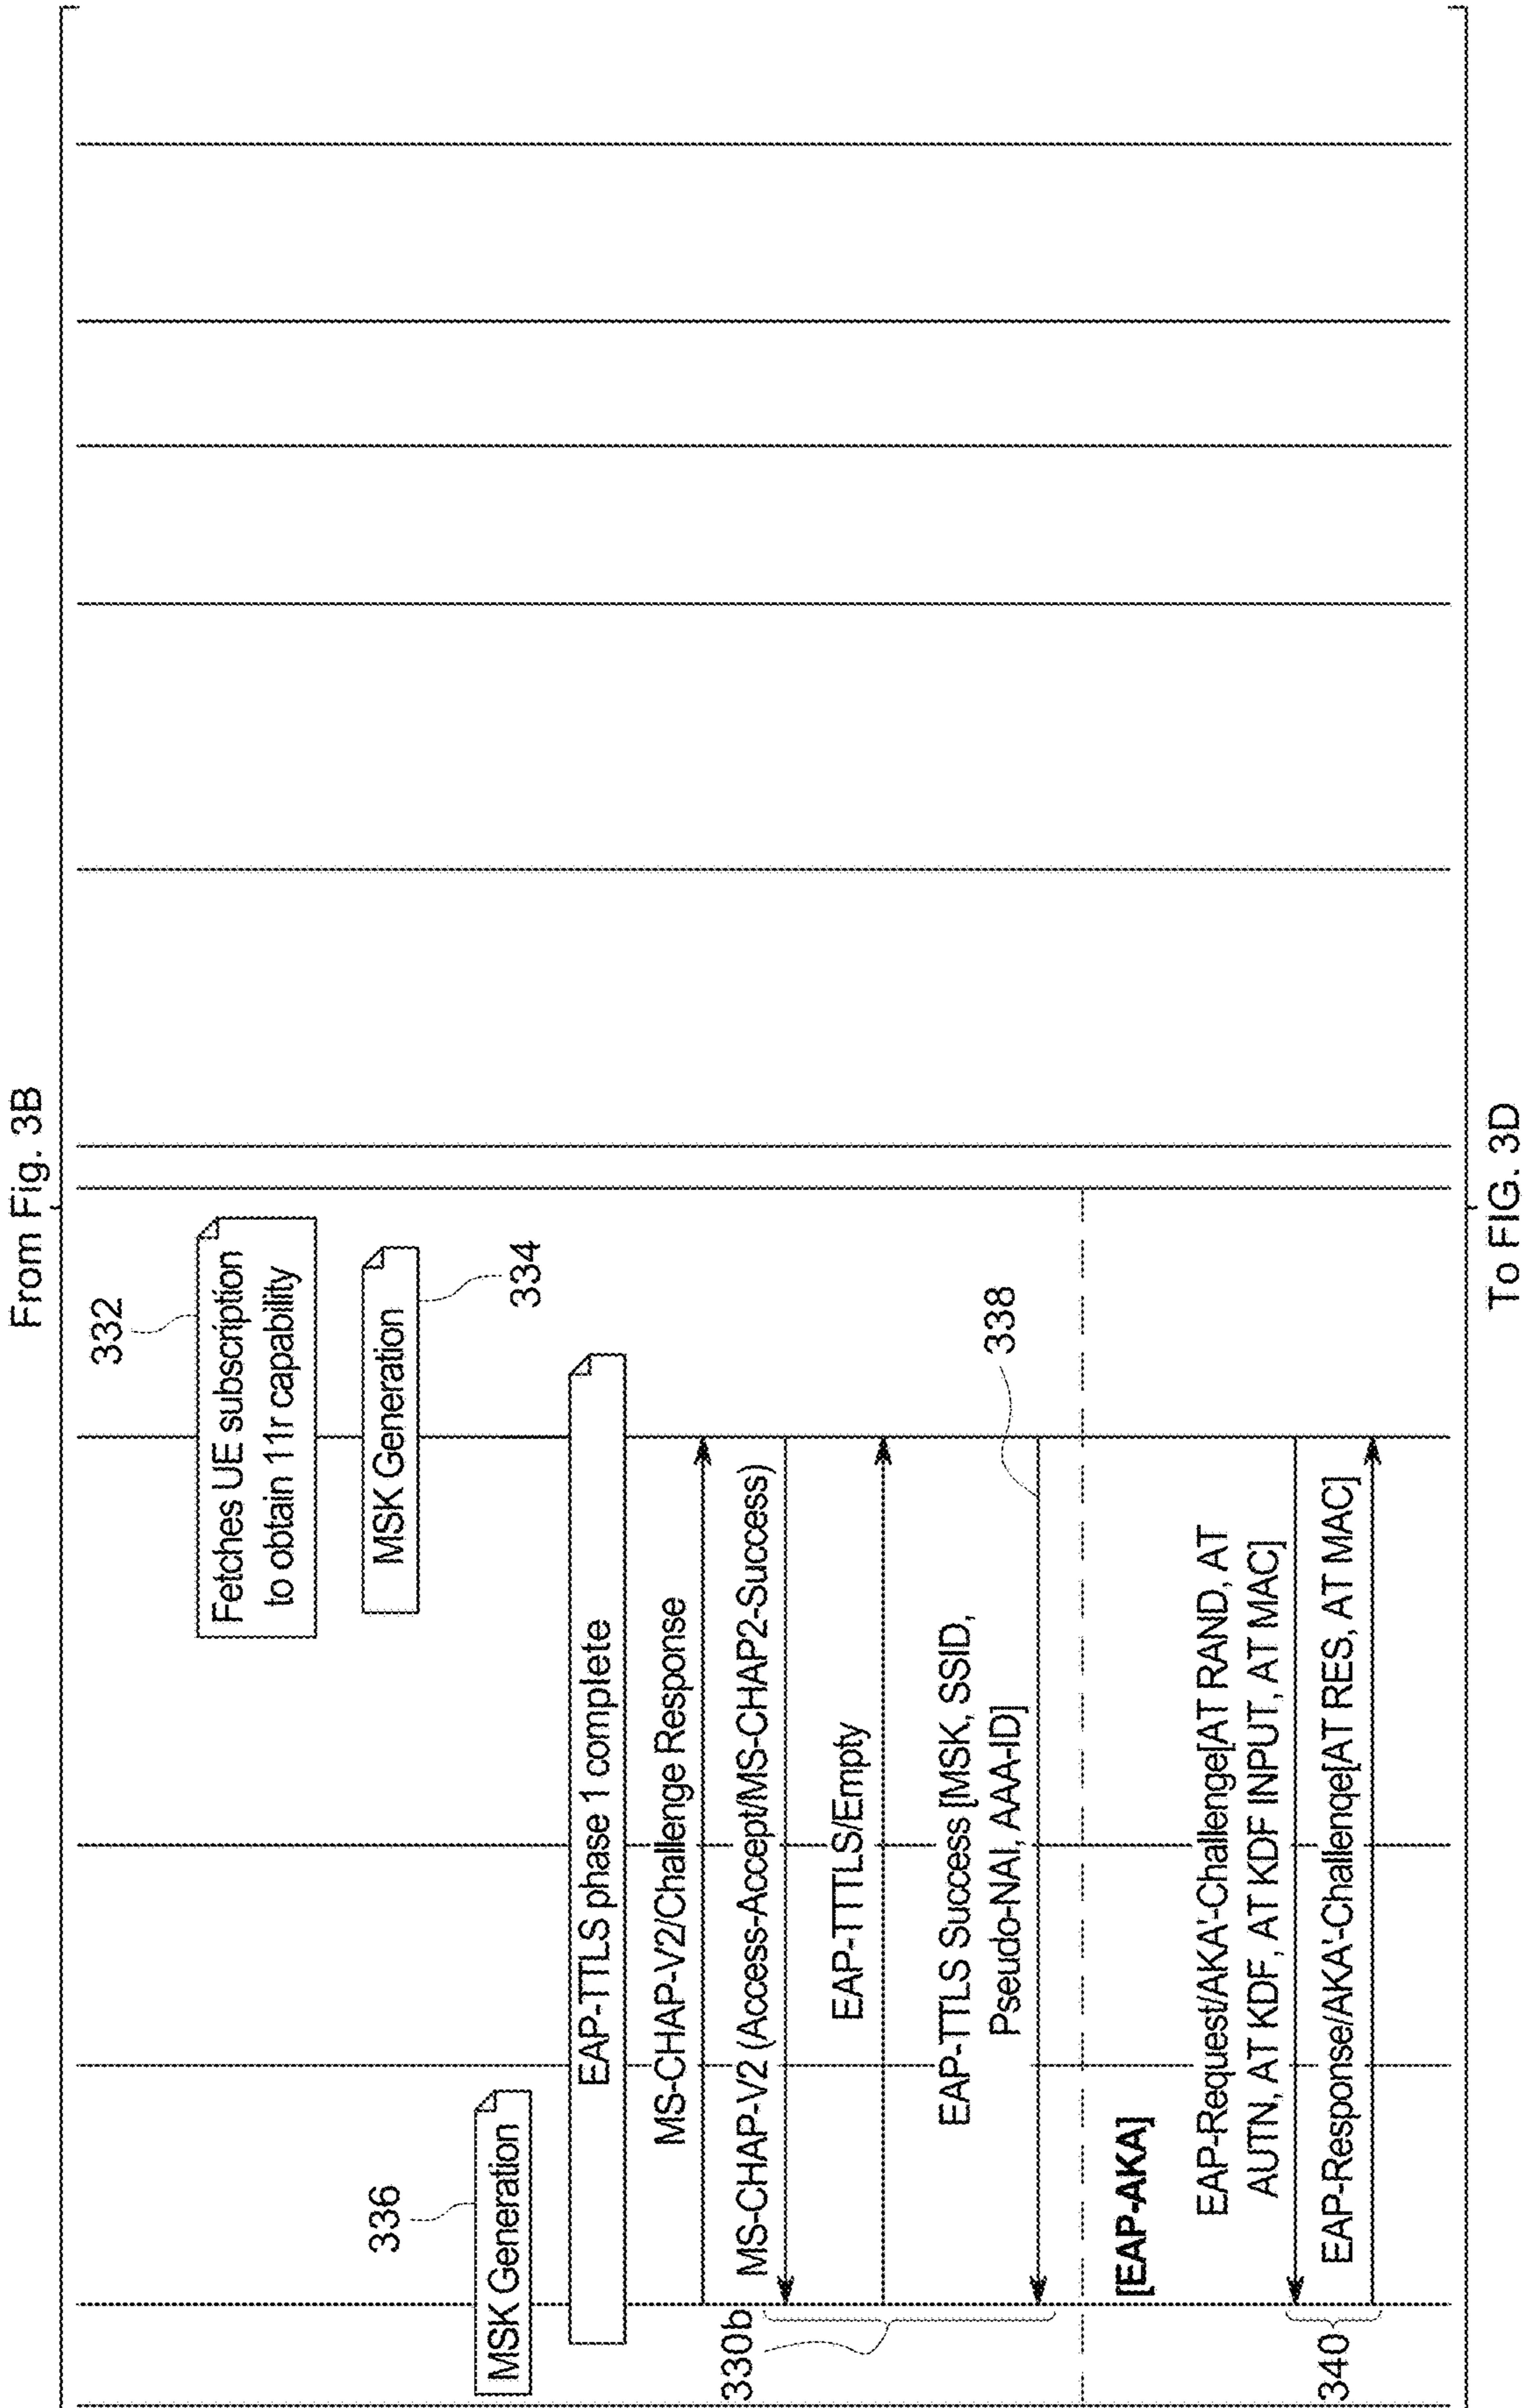 From Fig. 3B
332
Fetches UE subscription
to obtain 11r capability
MSK Generation
334
336
MSK Generation
EAP-TTLS phase 1 complete
MS-CHAP-V2/Challenge Response
MS-CHAP-V2 (Access-Accept/MS-CHAP2-Success)
330b
EAP-TTTLS/Empty
EAP-TTLS Success [MSK, SSID,
Pseudo-NAI, AAA-ID]
338
[EAP-AKA]
EAP-Request/AKA'-Challenge[AT RAND, AT
AUTN, AT KDF, AT KDF INPUT, AT MAC]
EAP-Response/AKA'-Challenge[AT RES, AT MAC]
340
To FIG. 3D